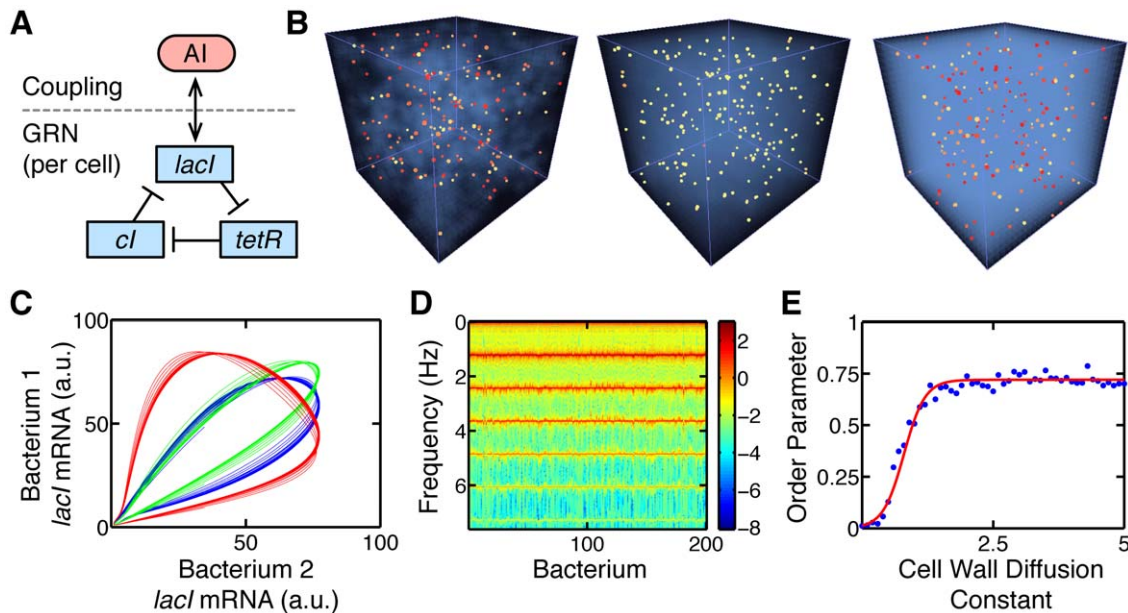 A
AI
Coupling
GRN
(per cell)
lacI
cI
tetR
B
C
100
50
0
50
100
Bacterium 1
lacI mRNA (a.u.)
Bacterium 2
lacI mRNA (a.u.)
D
0
2
4
6
Frequency (Hz)
100
200
Bacterium
2
0
−2
−4
−6
−8
E
1
0.75
0.5
0.25
0
Order Parameter
0
2.5
5
Cell Wall Diffusion
Constant